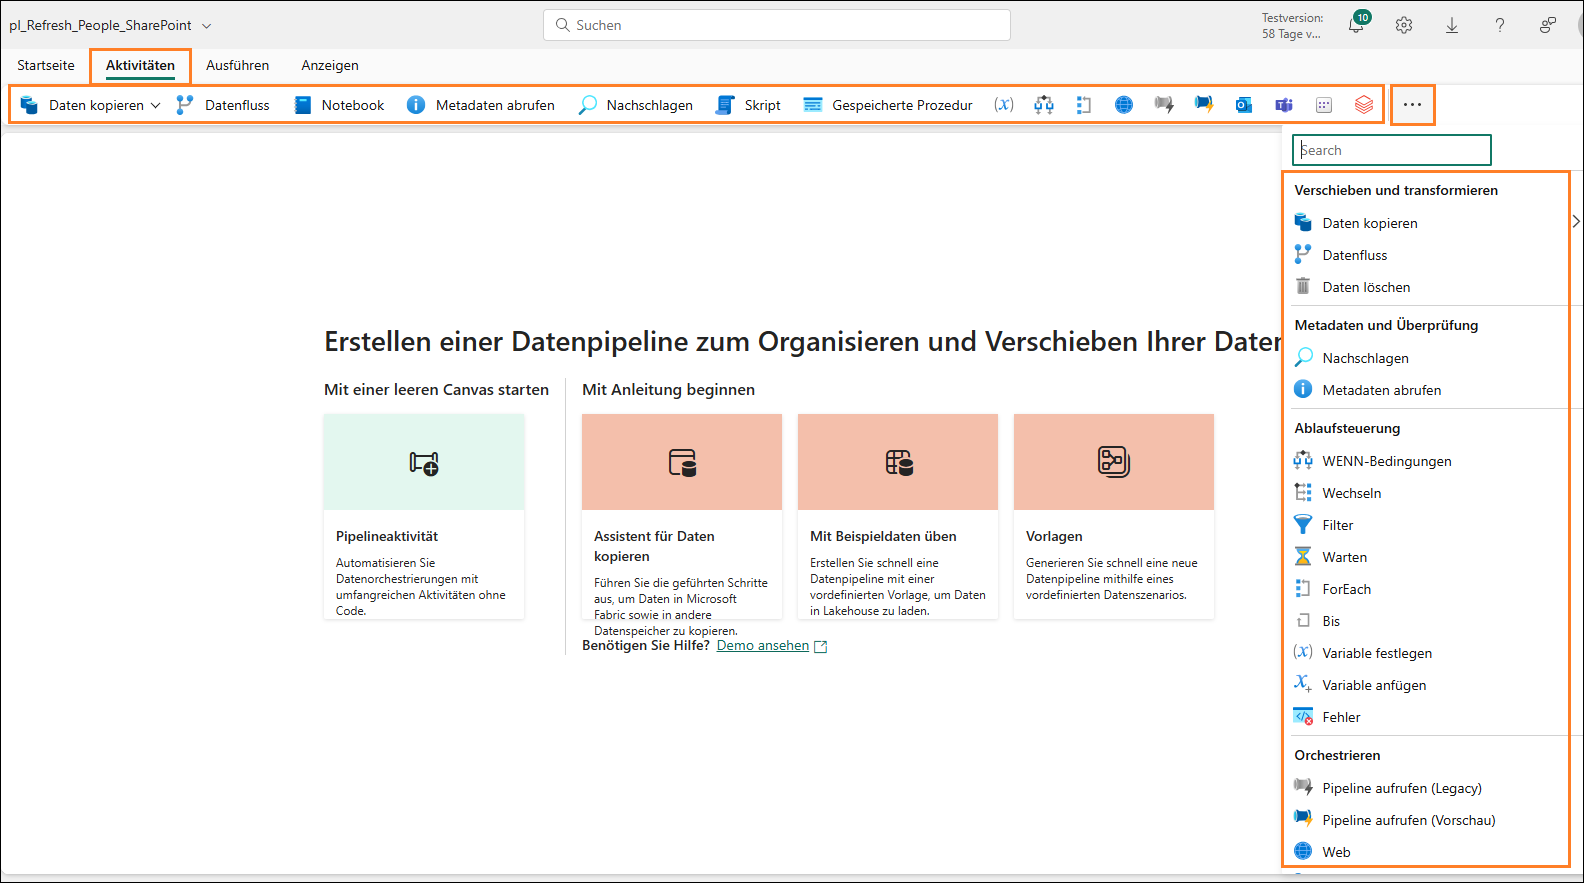 pl_Refresh_People_SharePoint
Suchen
Testversion:
58 Tage v...
10
Startseite
Aktivitäten
Ausführen
Anzeigen
Daten kopieren
Datenfluss
Notebook
Metadaten abrufen
Nachschlagen
Skript
Gespeicherte Prozedur
(x)
...
Search
Verschieben und transformieren
Daten kopieren
Datenfluss
Daten löschen
Metadaten und Überprüfung
Nachschlagen
Metadaten abrufen
Ablaufsteuerung
WENN-Bedingungen
Wechseln
Filter
Warten
ForEach
Bis
(x) Variable festlegen
Variable anfügen
Fehler
Orchestrieren
Pipeline aufrufen (Legacy)
Pipeline aufrufen (Vorschau)
Web
Erstellen einer Datenpipeline zum Organisieren und Verschieben Ihrer Daten
Mit einer leeren Canvas starten
Mit Anleitung beginnen
Pipelineaktivität
Automatisieren Sie
Datenorchestrierungen mit
umfangreichen Aktivitäten ohne
Code.
Assistent für Daten
kopieren
Führen Sie die geführten Schritte
aus, um Daten in Microsoft
Fabric sowie in andere
Datenspeicher zu kopieren.
Mit Beispieldaten üben
Erstellen Sie schnell eine
Datenpipeline mit einer
vordefinierten Vorlage, um Daten
in Lakehouse zu laden.
Vorlagen
Generieren Sie schnell eine neue
Datenpipeline mithilfe eines
vordefinierten Datenszenarios.
Benötigen Sie Hilfe? Demo ansehen